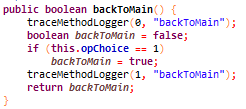 public boolean backToMain() {
    traceMethodLogger(0, "backToMain");
    boolean backToMain = false;
    if (this.opChoice == 1)
        backToMain = true;
    traceMethodLogger(1, "backToMain");
    return backToMain;
}